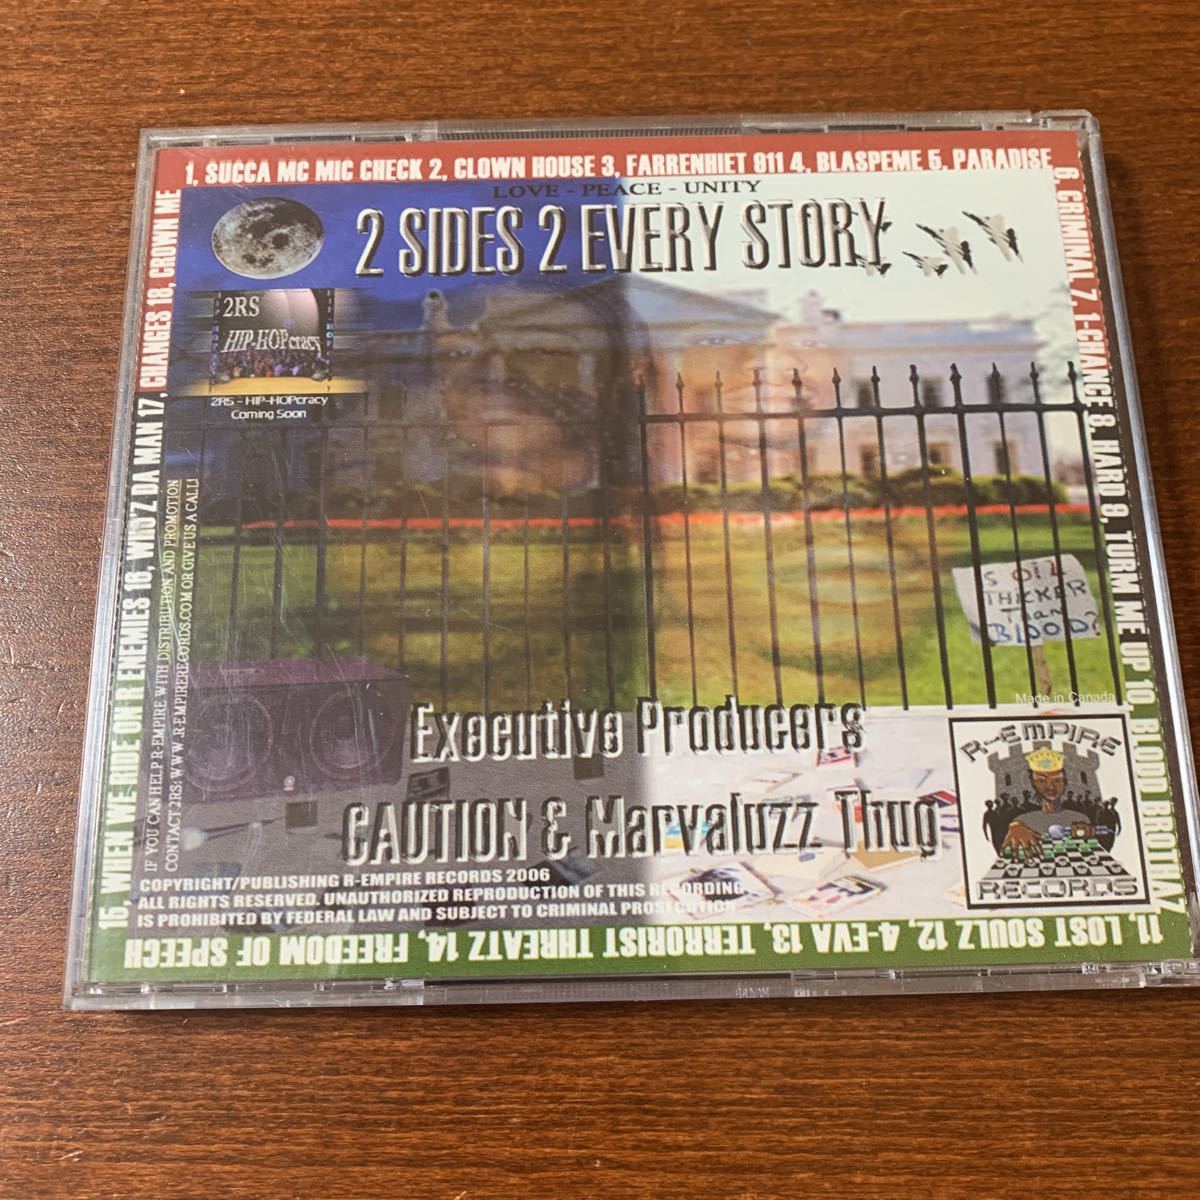 1, SUCCA MC MIC CHECK 2, CLOWN HOUSE 3, FARRENHIET 911 4, BLASPEME 5, PARADISE
6, CRIMINAL 7, 1-CHANCE 8, HARD 9, TURM ME UP 10, BLODD BROTHAZ
11, LOST SOULZ 12, 4-EVA 13, TERRORIST THREATZ 14, FREEDOM OF SPEECH
15, WHEN WE RIDE ON R ENEMIES 16, WHO'Z DA MAN 17, CHANGES 18, CROWN ME
LOVE - PEACE - UNITY
2 SIDES 2 EVERY STORY
2RS
HIP-HOPcracy
2RS - HIP-HOPcracy
Coming Soon
IF YOU CAN HELP R-EMPIRE WITH DISTRIBUTION AND PROMOTION
CONTACT 2RS: WWW.R-EMPIRERECORDS.COM OR GIVE US A CALL!
S OIL
THICKER
Than
BLOOD?
Made in Canada
Executive Producers
CAUTION & Marvaluzz Thug
R-EMPIRE
RECORDS
COPYRIGHT/PUBLISHING R-EMPIRE RECORDS 2006
ALL RIGHTS RESERVED. UNAUTHORIZED REPRODUCTION OF THIS RECORDING
IS PROHIBITED BY FEDERAL LAW AND SUBJECT TO CRIMINAL PROSECUTION